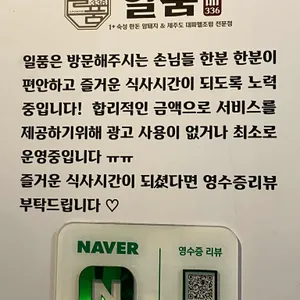 일품
336
1+ 숙성 한돈 암퇘지 & 제주도 대파빨조림 전문점
일품은 방문해주시는 손님들 한분 한분이
편안하고 즐거운 식사시간이 되도록 노력
중입니다! 합리적인 금액으로 서비스를
제공하기위해 광고 사용이 없거나 최소로
운영중입니다 ㅠㅠ
즐거운 식사시간이 되셨다면 영수증리뷰
부탁드립니다 ♡
NAVER
영수증 리뷰
N